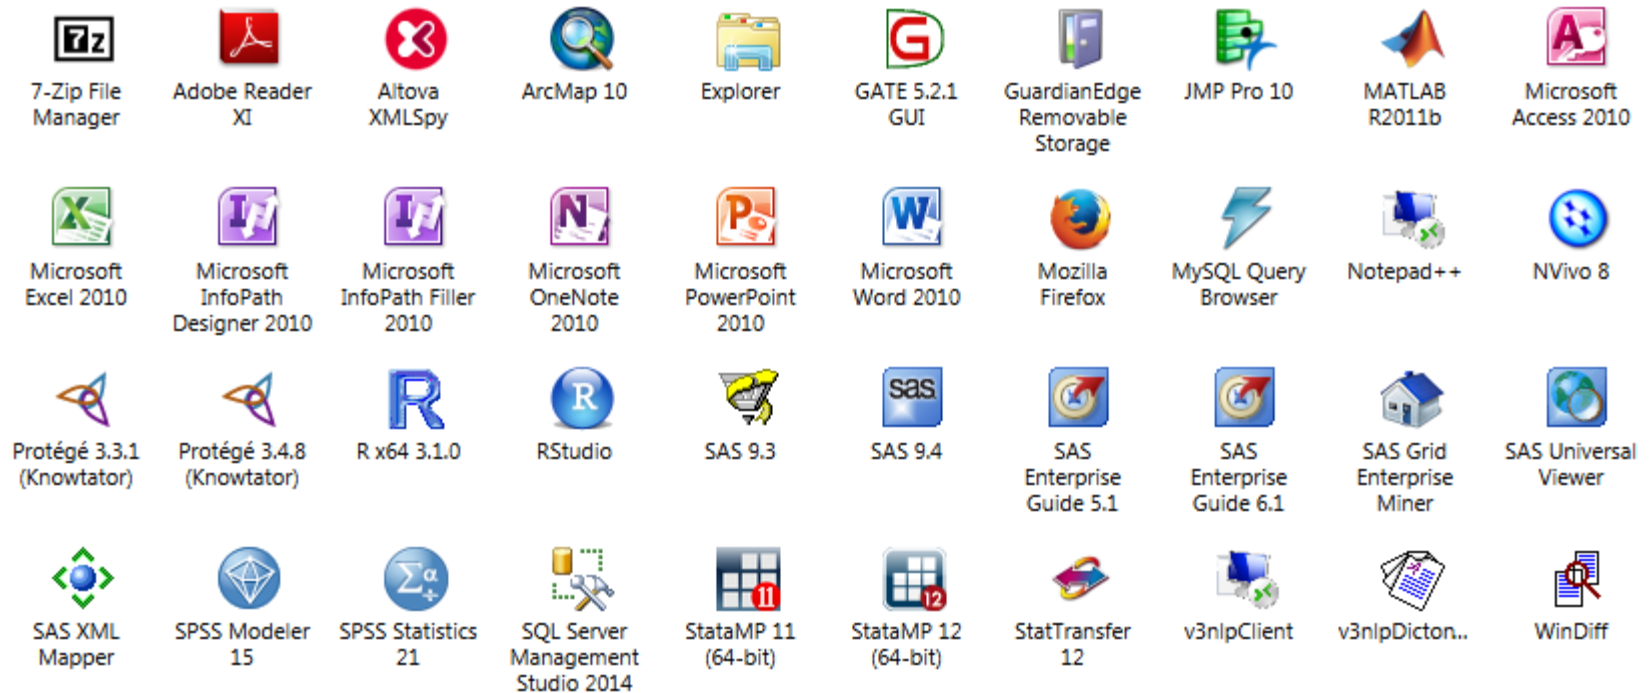 7-Zip File Manager
Adobe Reader XI
Altova XMLSpy
ArcMap 10
Explorer
GATE 5.2.1 GUI
GuardianEdge Removable Storage
JMP Pro 10
MATLAB R2011b
Microsoft Access 2010
Microsoft Excel 2010
Microsoft InfoPath Designer 2010
Microsoft InfoPath Filler 2010
Microsoft OneNote 2010
Microsoft PowerPoint 2010
Microsoft Word 2010
Mozilla Firefox
MySQL Query Browser
Notepad++
NVivo 8
Protégé 3.3.1 (Knowtator)
Protégé 3.4.8 (Knowtator)
R x64 3.1.0
RStudio
SAS 9.3
SAS 9.4
SAS Enterprise Guide 5.1
SAS Enterprise Guide 6.1
SAS Grid Enterprise Miner
SAS Universal Viewer
SAS XML Mapper
SPSS Modeler 15
SPSS Statistics 21
SQL Server Management Studio 2014
StataMP 11 (64-bit)
StataMP 12 (64-bit)
StatTransfer 12
v3nlpClient
v3nlpDicton...
WinDiff